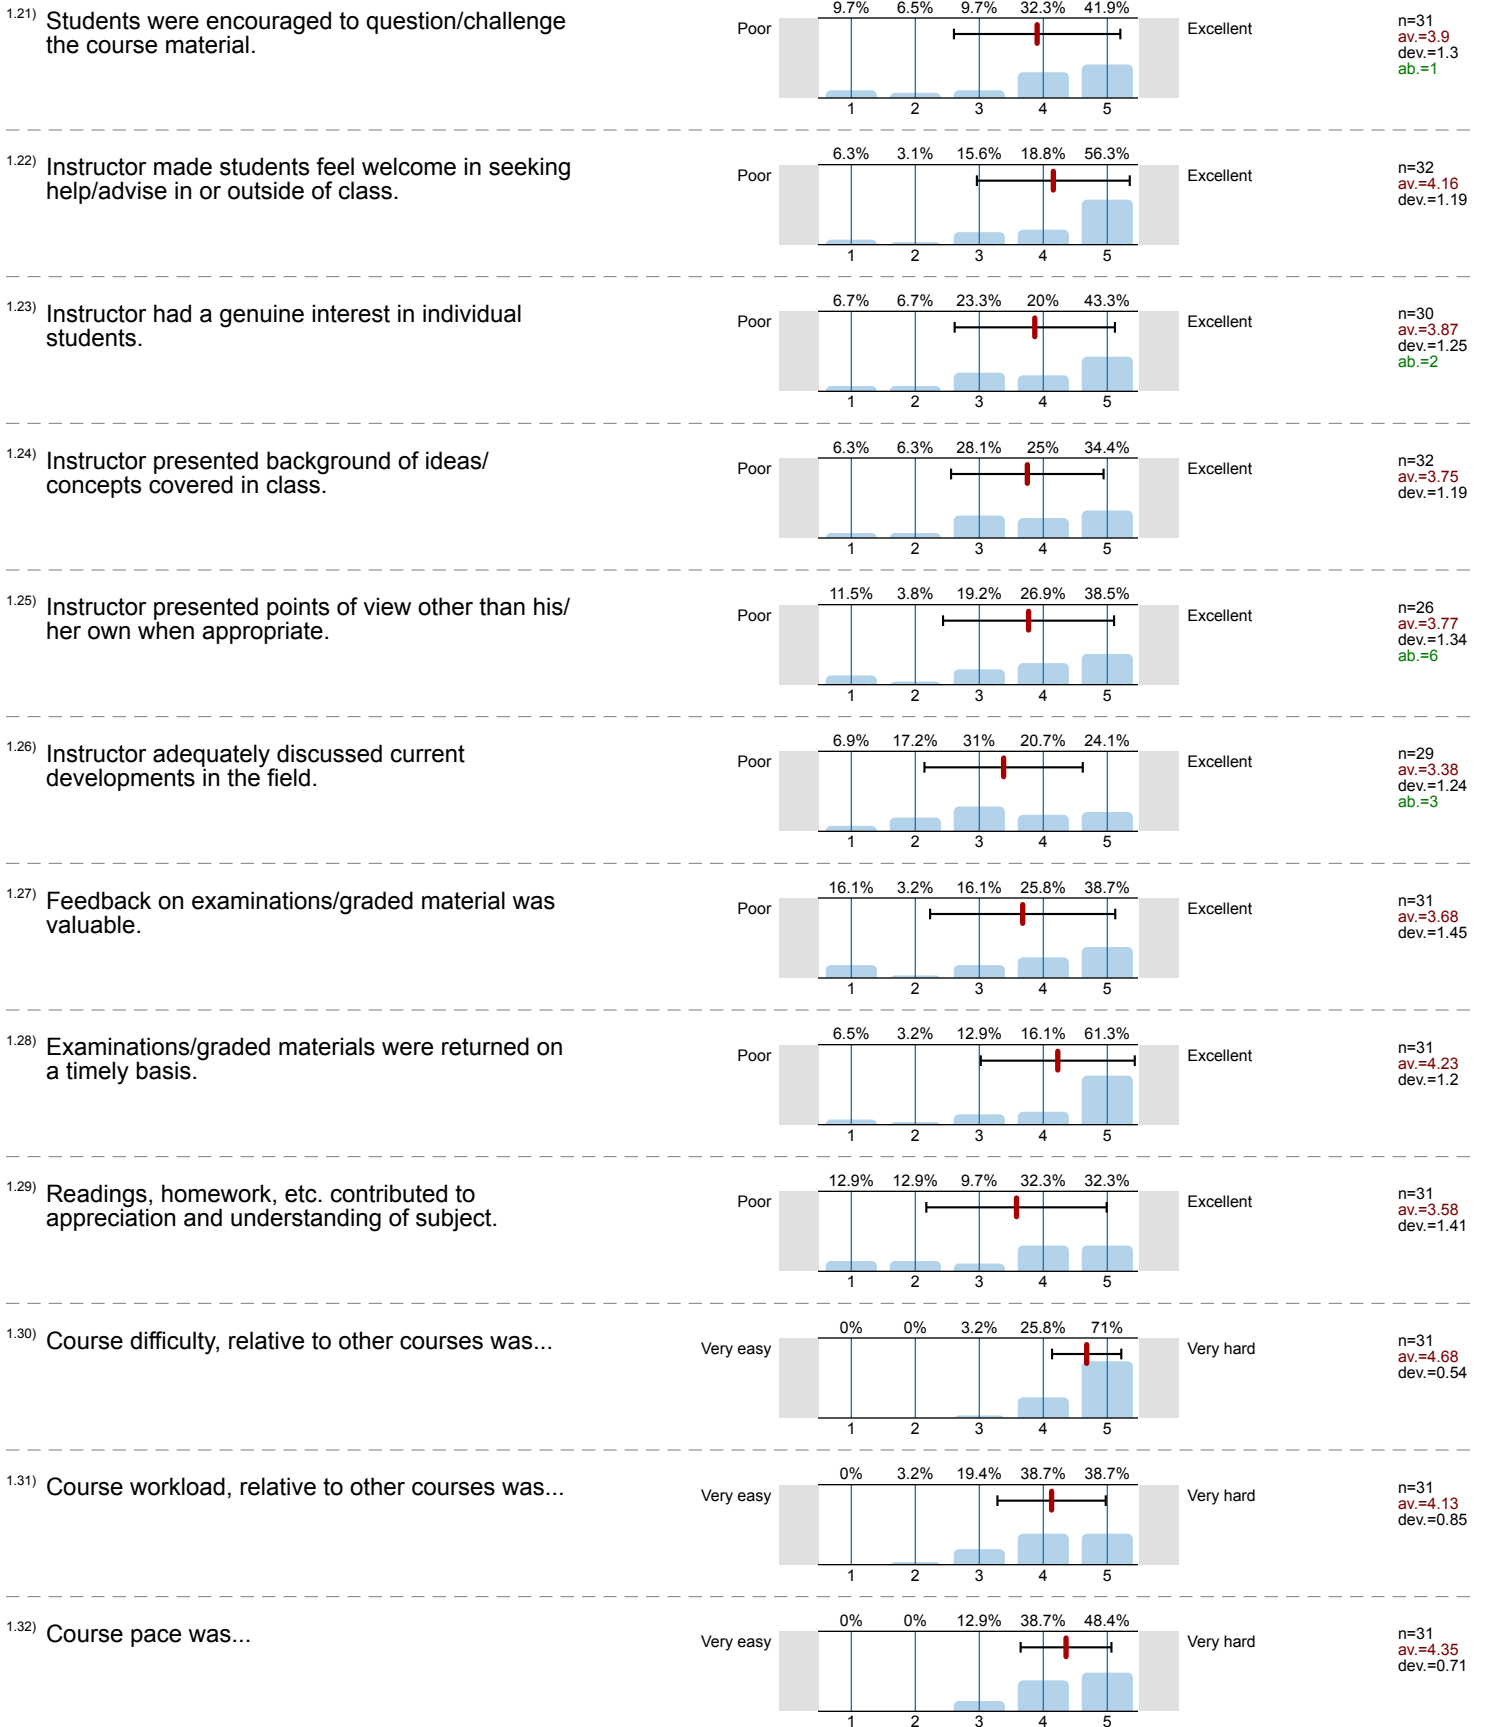 1.21) Students were encouraged to question/challenge
the course material.
9.7% 6.5% 9.7% 32.3% 41.9%
Poor Excellent
1 2 3 4 5
n=31
av.=3.9
dev.=1.3
ab.=1
1.22) Instructor made students feel welcome in seeking
help/advise in or outside of class.
6.3% 3.1% 15.6% 18.8% 56.3%
Poor Excellent
1 2 3 4 5
n=32
av.=4.16
dev.=1.19
1.23) Instructor had a genuine interest in individual
students.
6.7% 6.7% 23.3% 20% 43.3%
Poor Excellent
1 2 3 4 5
n=30
av.=3.87
dev.=1.25
ab.=2
1.24) Instructor presented background of ideas/
concepts covered in class.
6.3% 6.3% 28.1% 25% 34.4%
Poor Excellent
1 2 3 4 5
n=32
av.=3.75
dev.=1.19
1.25) Instructor presented points of view other than his/
her own when appropriate.
11.5% 3.8% 19.2% 26.9% 38.5%
Poor Excellent
1 2 3 4 5
n=26
av.=3.77
dev.=1.34
ab.=6
1.26) Instructor adequately discussed current
developments in the field.
6.9% 17.2% 31% 20.7% 24.1%
Poor Excellent
1 2 3 4 5
n=29
av.=3.38
dev.=1.24
ab.=3
1.27) Feedback on examinations/graded material was
valuable.
16.1% 3.2% 16.1% 25.8% 38.7%
Poor Excellent
1 2 3 4 5
n=31
av.=3.68
dev.=1.45
1.28) Examinations/graded materials were returned on
a timely basis.
6.5% 3.2% 12.9% 16.1% 61.3%
Poor Excellent
1 2 3 4 5
n=31
av.=4.23
dev.=1.2
1.29) Readings, homework, etc. contributed to
appreciation and understanding of subject.
12.9% 12.9% 9.7% 32.3% 32.3%
Poor Excellent
1 2 3 4 5
n=31
av.=3.58
dev.=1.41
1.30) Course difficulty, relative to other courses was...
0% 0% 3.2% 25.8% 71%
Very easy Very hard
1 2 3 4 5
n=31
av.=4.68
dev.=0.54
1.31) Course workload, relative to other courses was...
0% 3.2% 19.4% 38.7% 38.7%
Very easy Very hard
1 2 3 4 5
n=31
av.=4.13
dev.=0.85
1.32) Course pace was...
0% 0% 12.9% 38.7% 48.4%
Very easy Very hard
1 2 3 4 5
n=31
av.=4.35
dev.=0.71